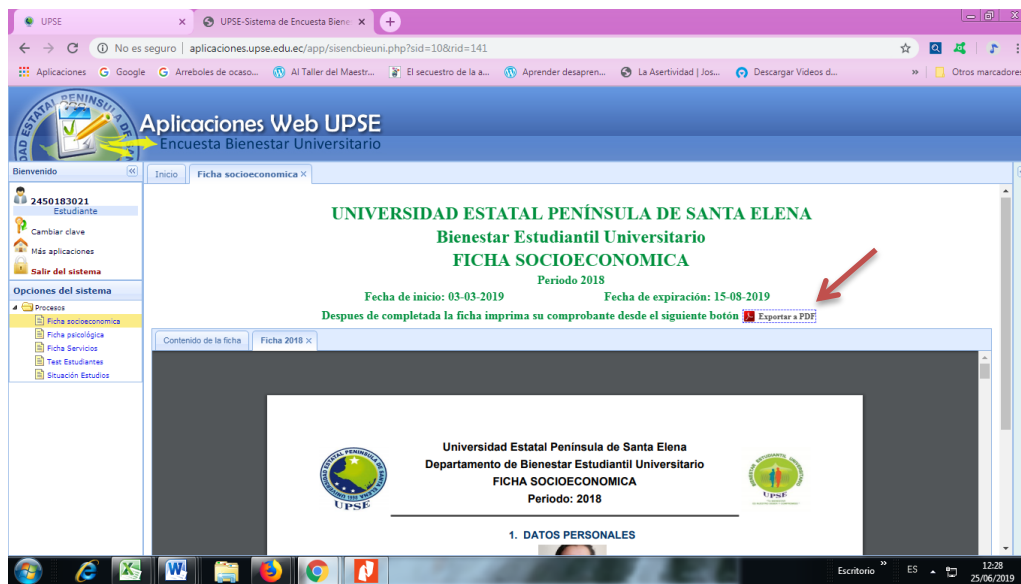 UPSE
UPSE-Sistema de Encuesta Biene
No es seguro | aplicaciones.upse.edu.ec/app/sisencbieuni.php?sid=10&rid=141
Aplicaciones Google Arreboles de ocaso... Al Taller del Maestr... El secuestro de la a... Aprender desapren... La Asertividad | Jos... Descargar Videos d... » Otros marcadores
Aplicaciones Web UPSE
Encuesta Bienestar Universitario
Bienvenido
2450183021
Estudiante
Cambiar clave
Más aplicaciones
Salir del sistema
Opciones del sistema
Procesos
Ficha socioeconomica
Ficha psicológica
Ficha Servicios
Test Estudiantes
Situación Estudios
Inicio Ficha socioeconomica
UNIVERSIDAD ESTATAL PENÍNSULA DE SANTA ELENA
Bienestar Estudiantil Universitario
FICHA SOCIOECONOMICA
Periodo 2018
Fecha de inicio: 03-03-2019 Fecha de expiración: 15-08-2019
Despues de completada la ficha imprima su comprobante desde el siguiente botón Exportar a PDF
Contenido de la ficha Ficha 2018
Universidad Estatal Península de Santa Elena
Departamento de Bienestar Estudiantil Universitario
FICHA SOCIOECONOMICA
Periodo: 2018
UPSE
UPSE
1. DATOS PERSONALES
Escritorio » ES 12:28
25/06/2019